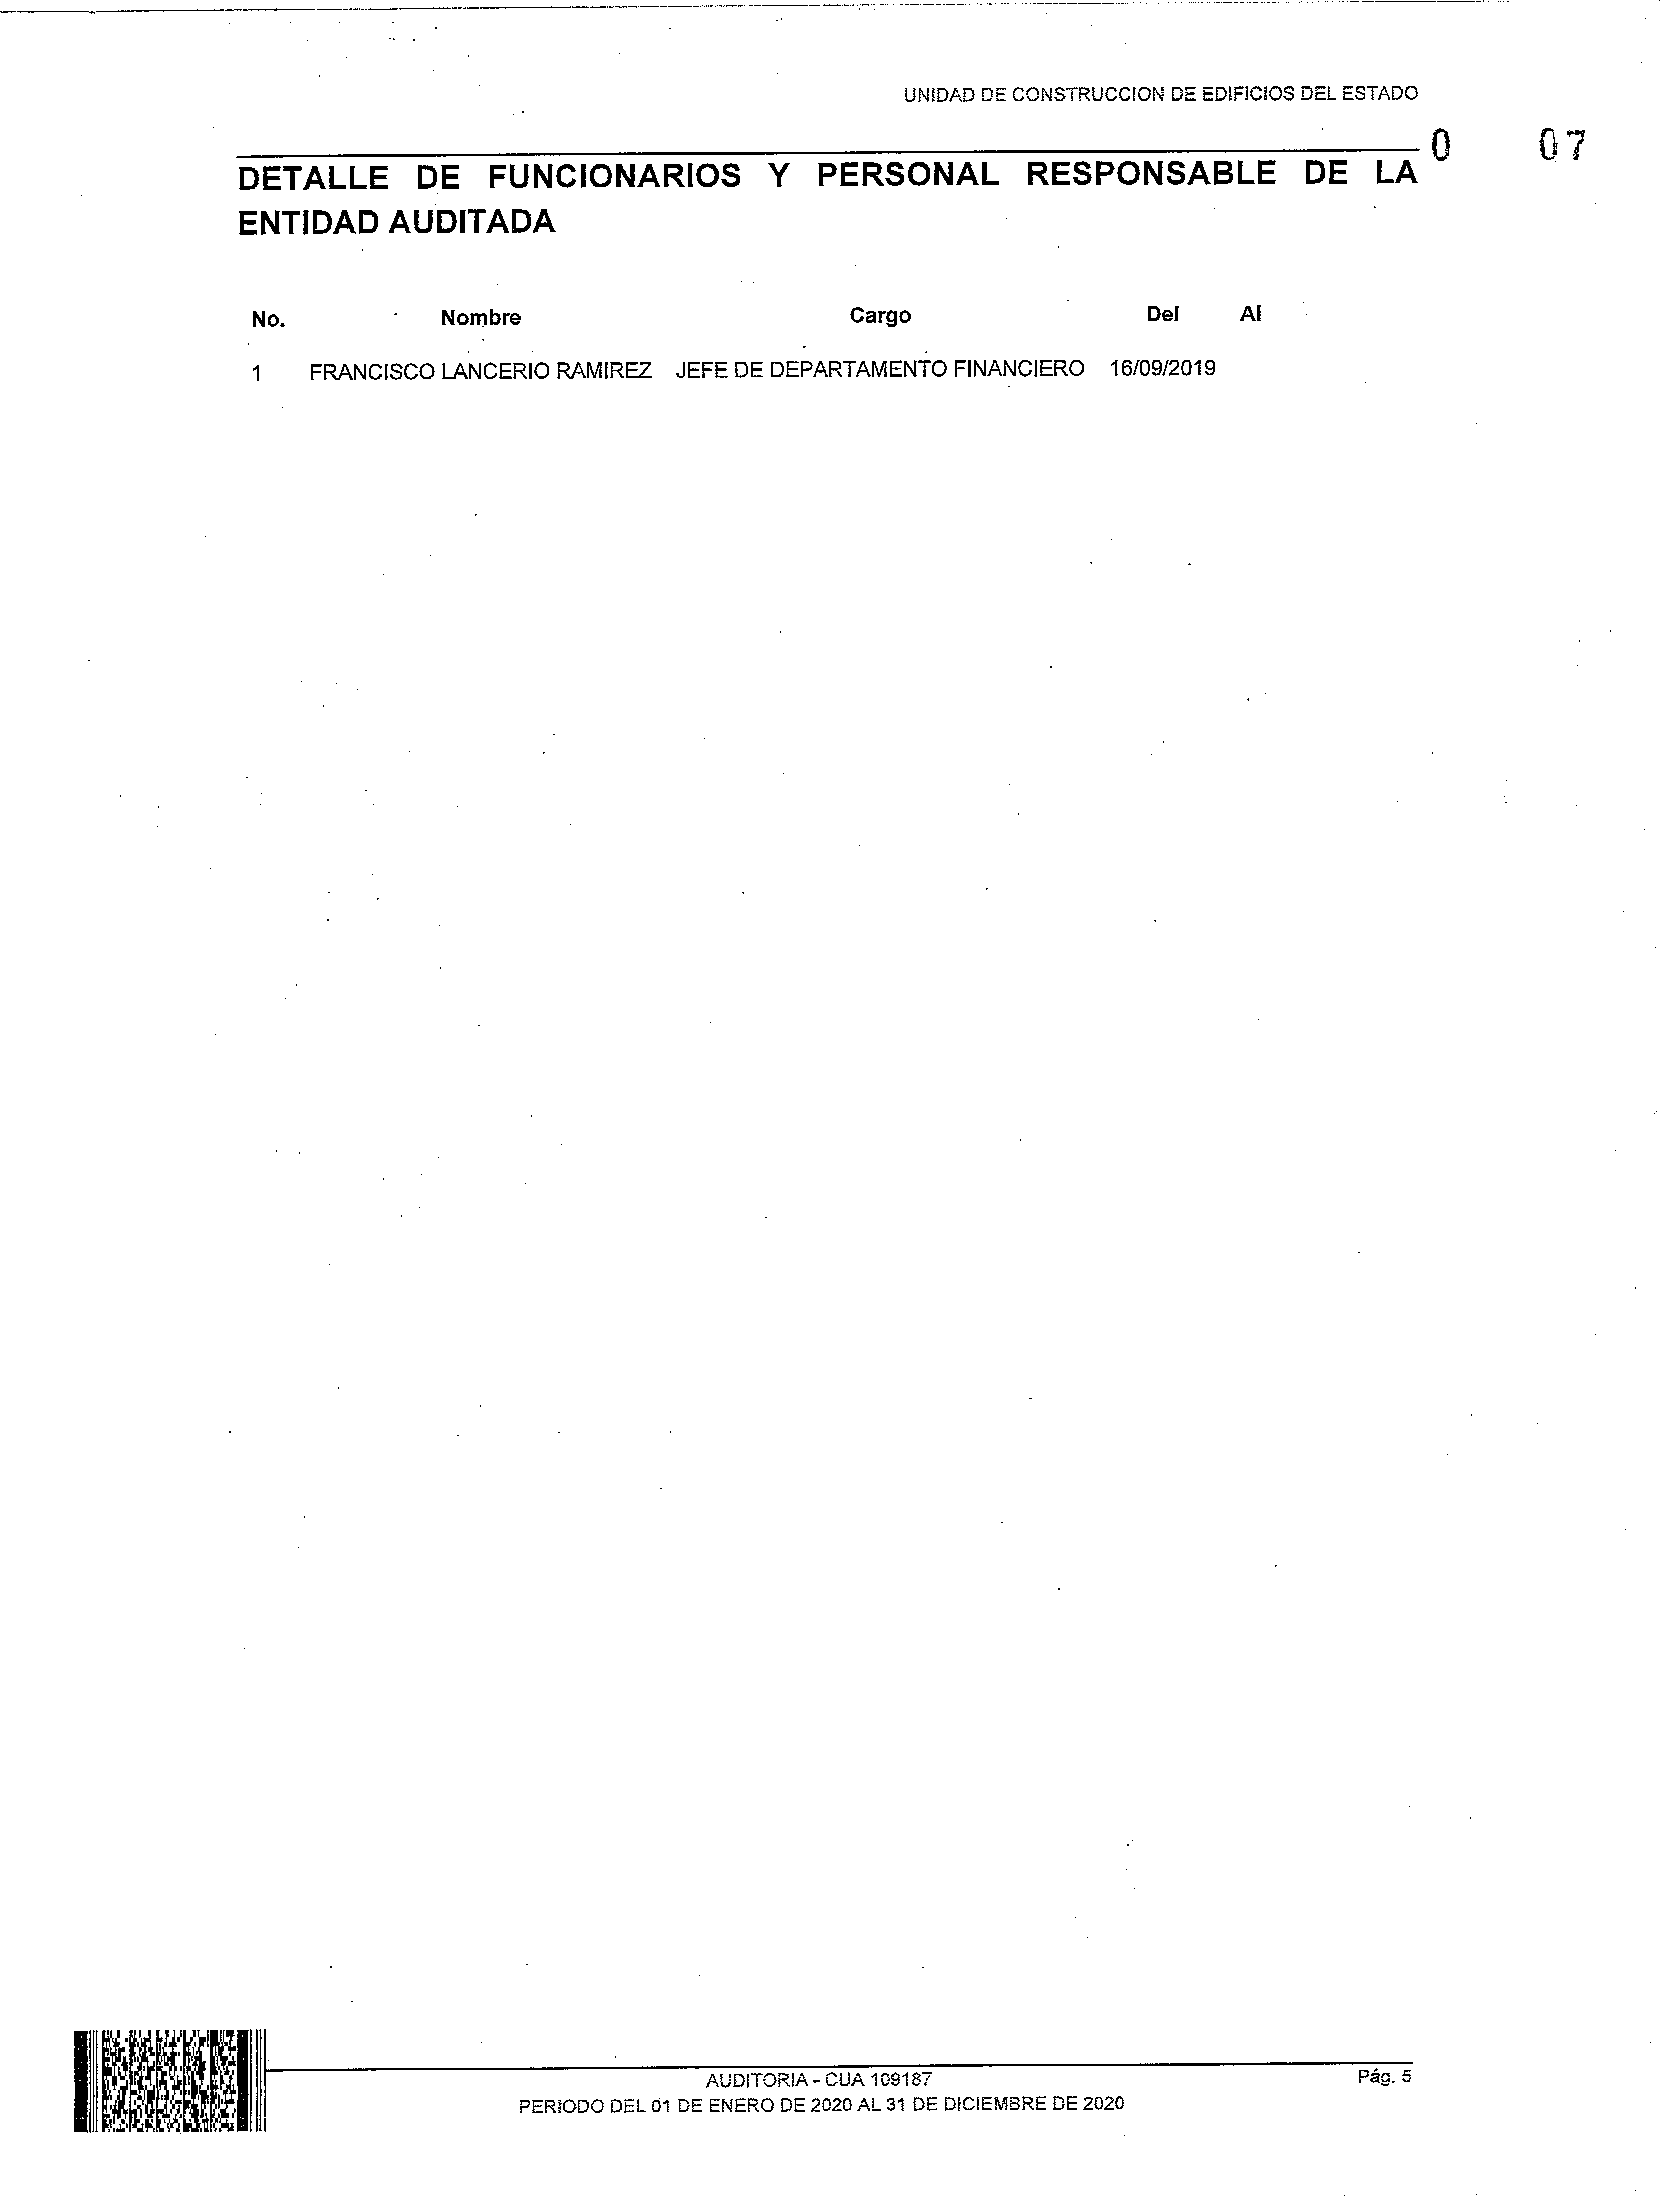 UNIDAD DE CONSTRUCCION DE EDIFICIOS DEL ESTADO
0 07
DETALLE DE FUNCIONARIOS Y PERSONAL RESPONSABLE DE LA
ENTIDAD AUDITADA
No. Nombre Cargo Del Al
1 FRANCISCO LANCERIO RAMIREZ JEFE DE DEPARTAMENTO FINANCIERO 16/09/2019
AUDITORIA - CUA 109187 Pág. 5
PERIODO DEL 01 DE ENERO DE 2020 AL 31 DE DICIEMBRE DE 2020